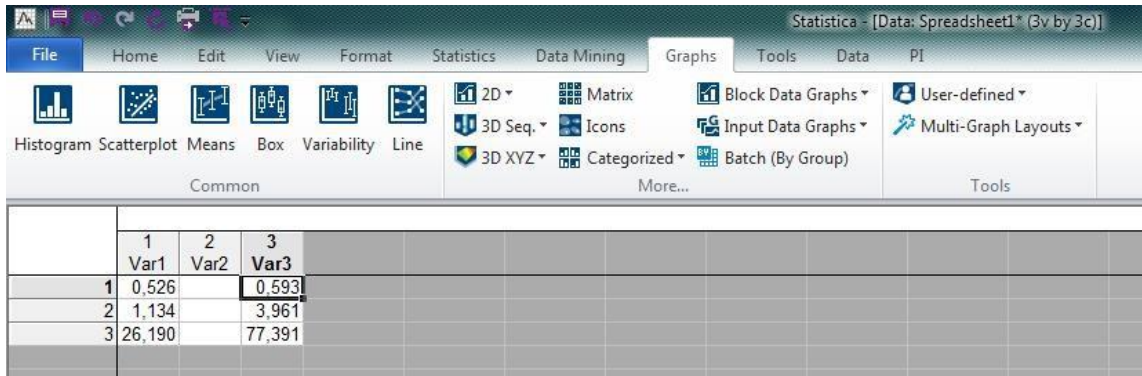 Statistica - [Data: Spreadsheet1* (3v by 3c)]
File Home Edit View Format Statistics Data Mining Graphs Tools Data PI
Histogram Scatterplot Means Box Variability Line
Common
2D Matrix Block Data Graphs
3D Seq. Icons Input Data Graphs
3D XYZ Categorized Batch (By Group)
More...
User-defined
Multi-Graph Layouts
Tools
1 2 3
Var1 Var2 Var3
1 0,526 0,593
2 1,134 3,961
3 26,190 77,391